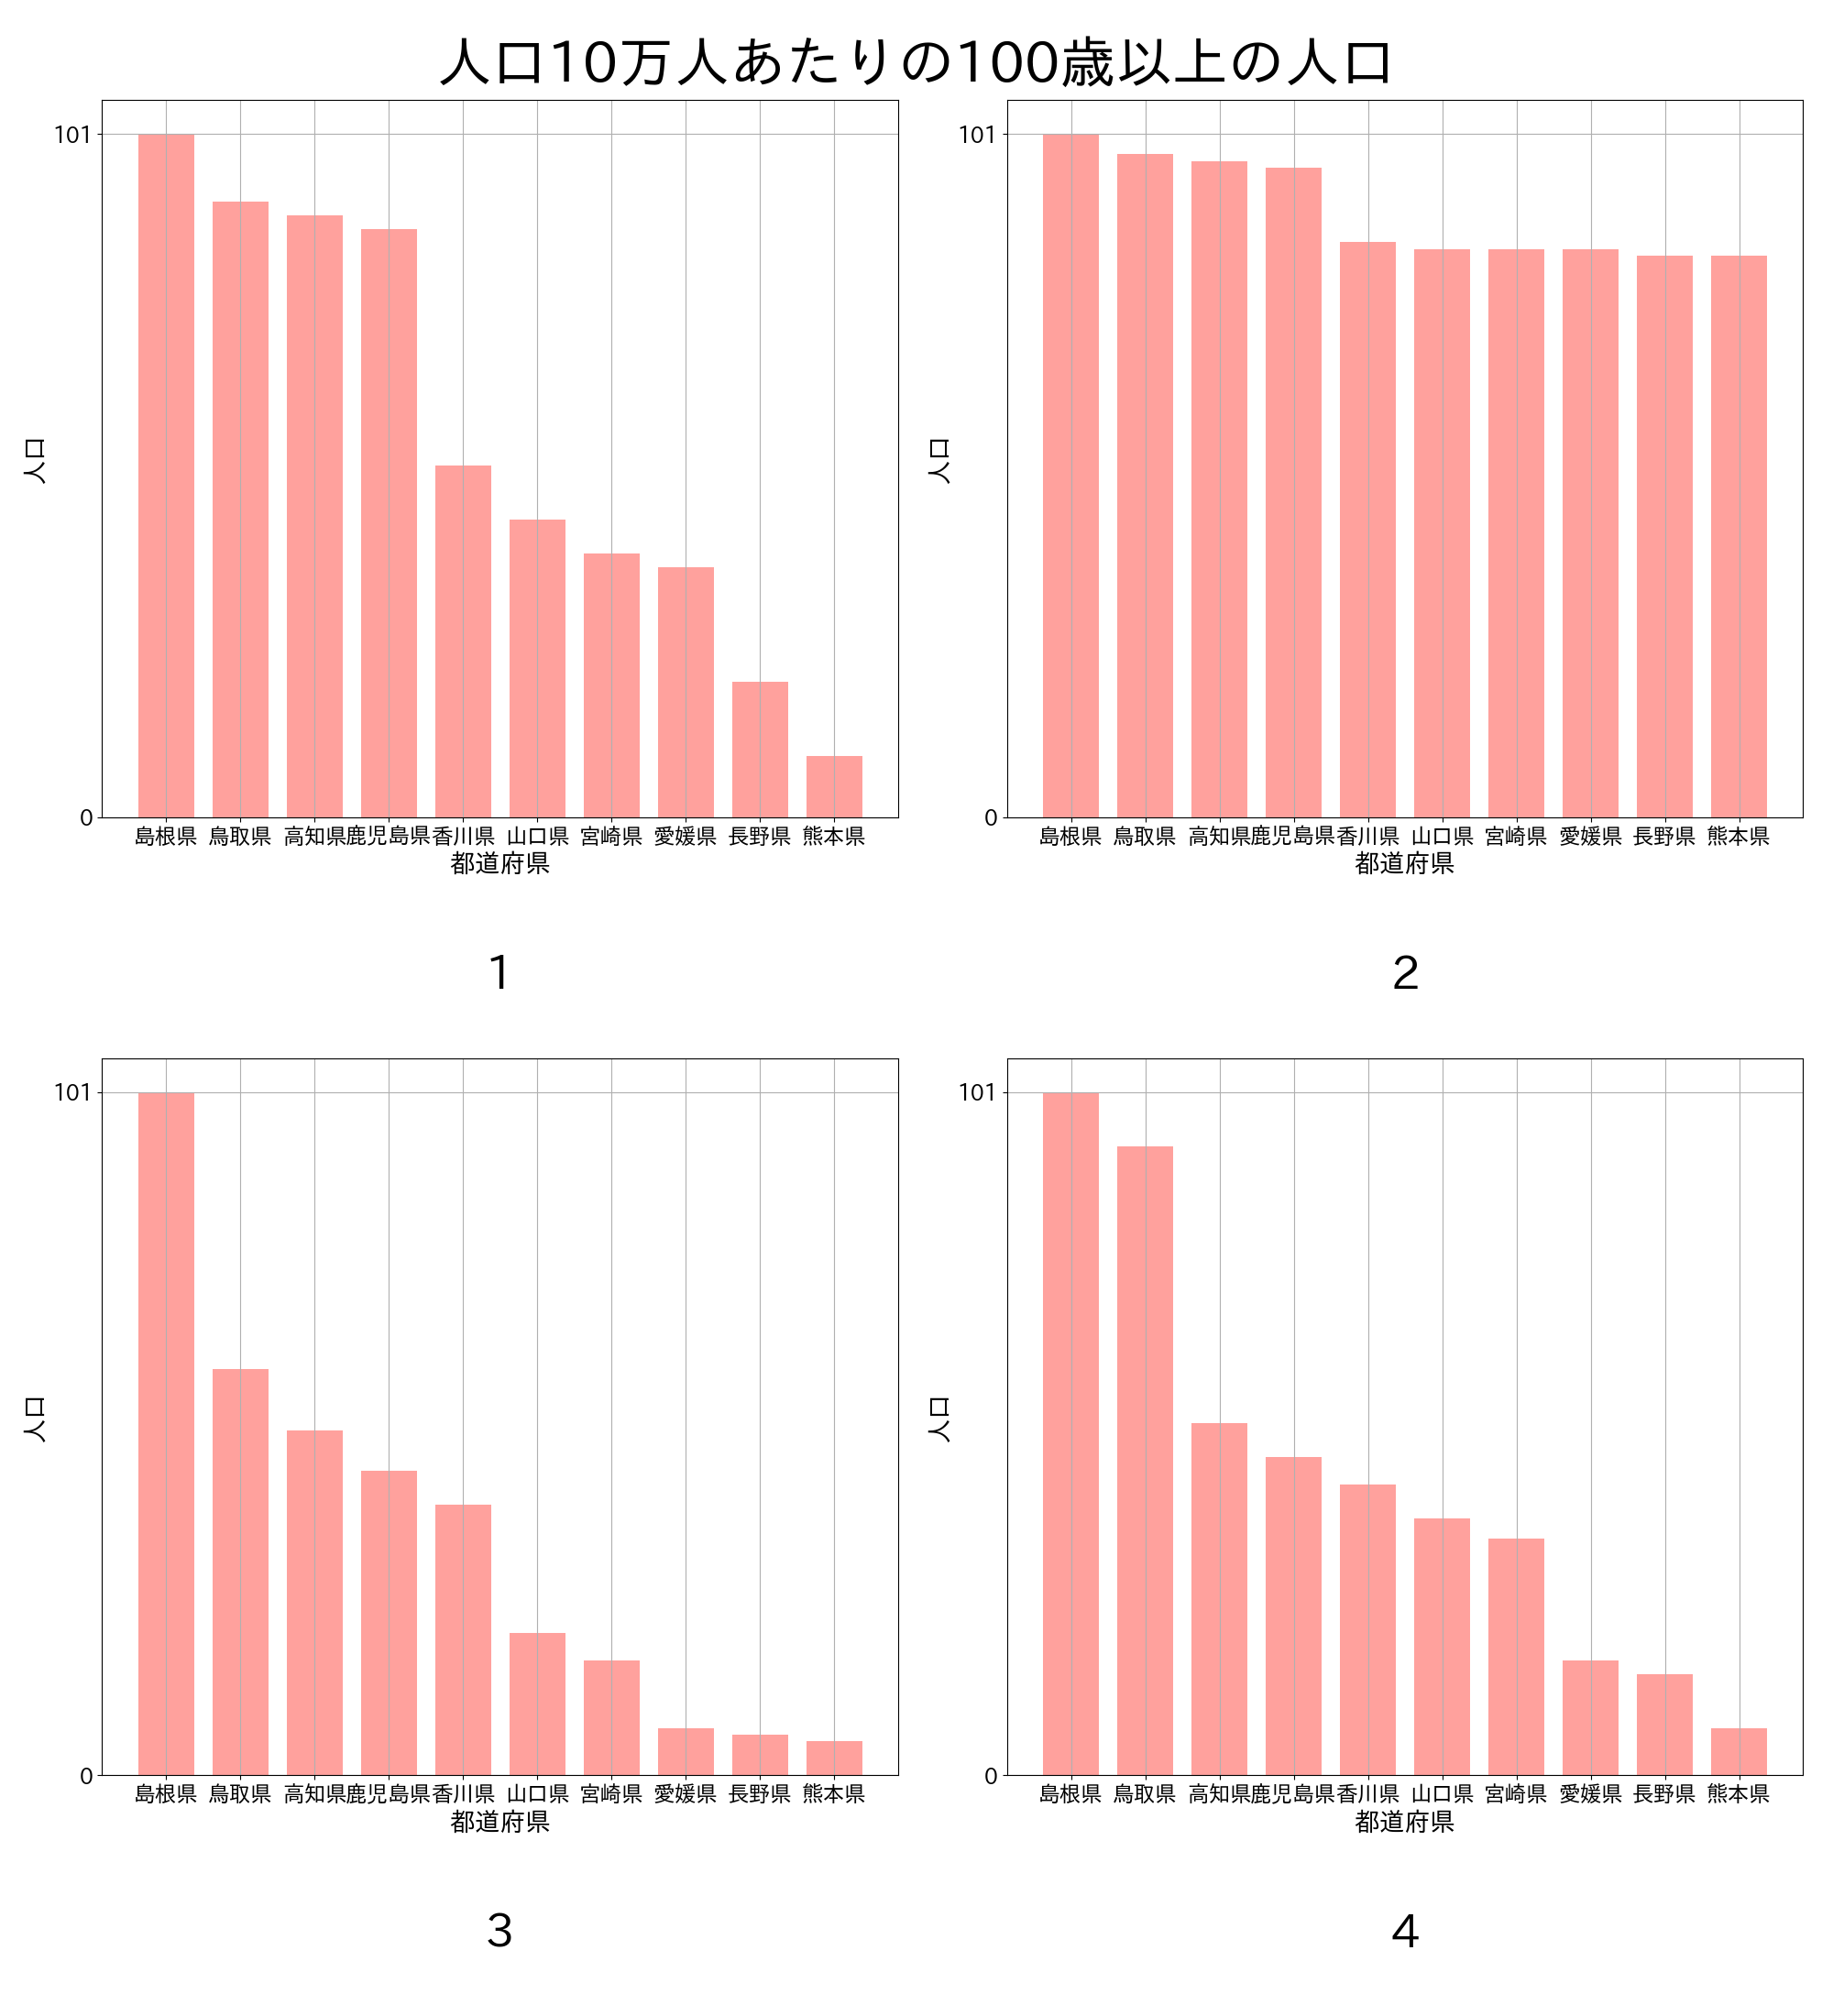 人口10万人あたりの100歳以上の人口
101
人口
0
島根県 鳥取県 高知県 鹿児島県 香川県 山口県 宮崎県 愛媛県 長野県 熊本県
都道府県
1
101
人口
0
島根県 鳥取県 高知県 鹿児島県 香川県 山口県 宮崎県 愛媛県 長野県 熊本県
都道府県
2
101
人口
0
島根県 鳥取県 高知県 鹿児島県 香川県 山口県 宮崎県 愛媛県 長野県 熊本県
都道府県
3
101
人口
0
島根県 鳥取県 高知県 鹿児島県 香川県 山口県 宮崎県 愛媛県 長野県 熊本県
都道府県
4